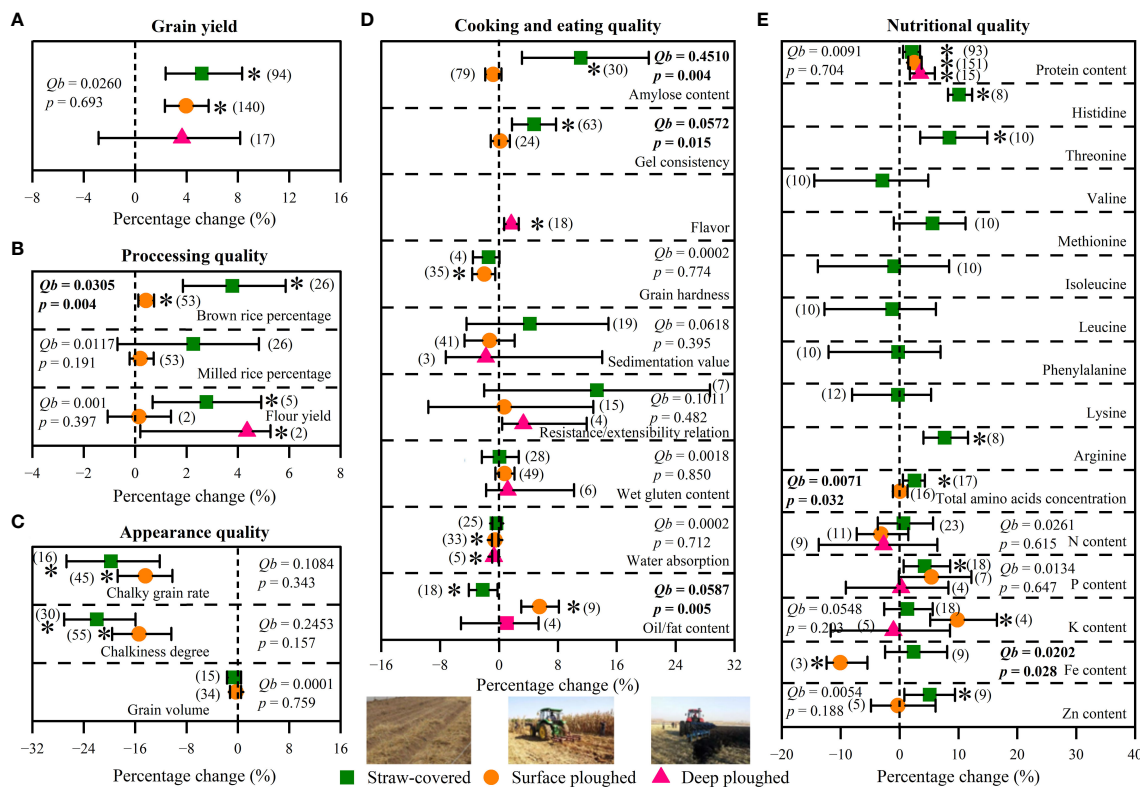 A
Grain yield
Qb = 0.0260
p = 0.693
* (94)
* (140)
(17)
−8 −4 0 4 8 12 16
Percentage change (%)
B
Proccessing quality
Qb = 0.0305
p = 0.004
* (26)
* (53)
Brown rice percentage
Qb = 0.0117
p = 0.191
(26)
(53)
Milled rice percentage
Qb = 0.001
p = 0.397
* (5)
(2)
Flour yield
* (2)
−4 −2 0 2 4 6 8
Percentage change (%)
C
Appearance quality
(16)
*
(45) *
Chalky grain rate
Qb = 0.1084
p = 0.343
(30)
*
(55) *
Chalkiness degree
Qb = 0.2453
p = 0.157
(15)
(34)
Grain volume
Qb = 0.0001
p = 0.759
−32 −24 −16 −8 0 8 16
Percentage change (%)
D
Cooking and eating quality
(79)
* (30)
Qb = 0.4510
p = 0.004
Amylose content
* (63)
(24)
Qb = 0.0572
p = 0.015
Gel consistency
* (18)
Flavor
(4)
(35) *
Qb = 0.0002
p = 0.774
Grain hardness
(19)
(41)
(3)
Qb = 0.0618
p = 0.395
Sedimentation value
(7)
(15)
(4)
Qb = 0.1011
p = 0.482
Resistance/extensibility relation
(28)
(49)
(6)
Qb = 0.0018
p = 0.850
Wet gluten content
(25)
(33) *
(5) *
Qb = 0.0002
p = 0.712
Water absorption
(18) *
* (9)
(4)
Qb = 0.0587
p = 0.005
Oil/fat content
−16 −8 0 8 16 24 32
Percentage change (%)
E
Nutritional quality
Qb = 0.0091
p = 0.704
* (93)
* (151)
* (15)
Protein content
* (8)
Histidine
* (10)
Threonine
(10)
Valine
(10)
Methionine
(10)
Isoleucine
(10)
Leucine
(12)
Phenylalanine
(12)
Lysine
* (8)
Arginine
Qb = 0.0071
p = 0.032
* (17)
(16)
Total amino acids concentration
(23)
(11)
(9)
Qb = 0.0261
p = 0.615
N content
* (18)
(7)
(4)
Qb = 0.0134
p = 0.647
P content
Qb = 0.0548
p = 0.203
(18)
* (4)
(5)
K content
(9)
(3) *
Qb = 0.0202
p = 0.028
Fe content
Qb = 0.0054
p = 0.188
* (9)
(5)
Zn content
−20 −10 0 10 20 30 40
Percentage change (%)
Straw-covered Surface ploughed Deep ploughed